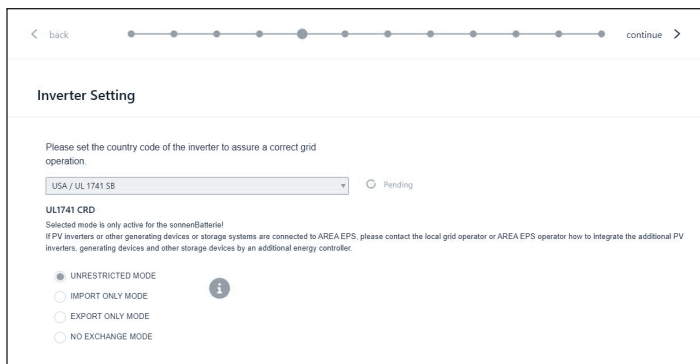 back
continue
Inverter Setting
Please set the country code of the inverter to assure a correct grid
operation.
USA / UL 1741 SB
Pending
UL1741 CRD
Selected mode is only active for the sonnenBatterie!
If PV inverters or other generating devices or storage systems are connected to AREA EPS, please contact the local grid operator or AREA EPS operator how to integrate the additional PV
inverters, generating devices and other storage devices by an additional energy controller.
UNRESTRICTED MODE
i
IMPORT ONLY MODE
EXPORT ONLY MODE
NO EXCHANGE MODE